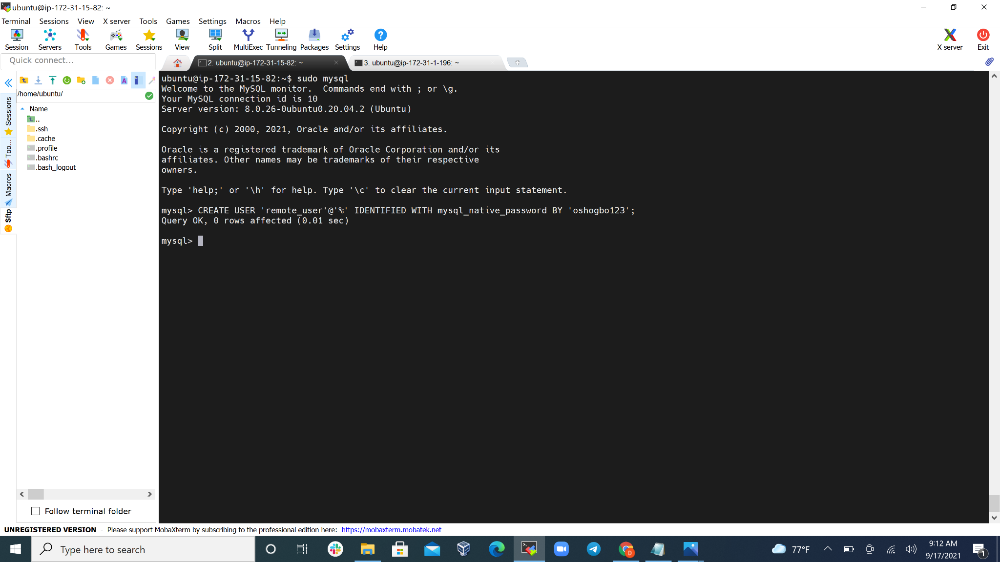 ubuntu@ip-172-31-15-82: ~
Terminal Sessions View X server Tools Games Settings Macros Help
Session Servers Tools Games Sessions View Split MultiExec Tunneling Packages Settings Help X server Exit
Quick connect...
2. ubuntu@ip-172-31-15-82: ~
3. ubuntu@ip-172-31-1-196: ~
/home/ubuntu/
Name
..
.ssh
.cache
.profile
.bashrc
.bash_logout
Sessions
Too...
Macros
Sftp
Follow terminal folder
ubuntu@ip-172-31-15-82:~$ sudo mysql
Welcome to the MySQL monitor.  Commands end with ; or \g.
Your MySQL connection id is 10
Server version: 8.0.26-0ubuntu0.20.04.2 (Ubuntu)
Copyright (c) 2000, 2021, Oracle and/or its affiliates.
Oracle is a registered trademark of Oracle Corporation and/or its
affiliates. Other names may be trademarks of their respective
owners.
Type 'help;' or '\h' for help. Type '\c' to clear the current input statement.
mysql> CREATE USER 'remote_user'@'%' IDENTIFIED WITH mysql_native_password BY 'oshogbo123';
Query OK, 0 rows affected (0.01 sec)
mysql>
UNREGISTERED VERSION - Please support MobaXterm by subscribing to the professional edition here: https://mobaxterm.mobatek.net
Type here to search
D
77°F
9:12 AM
9/17/2021
1